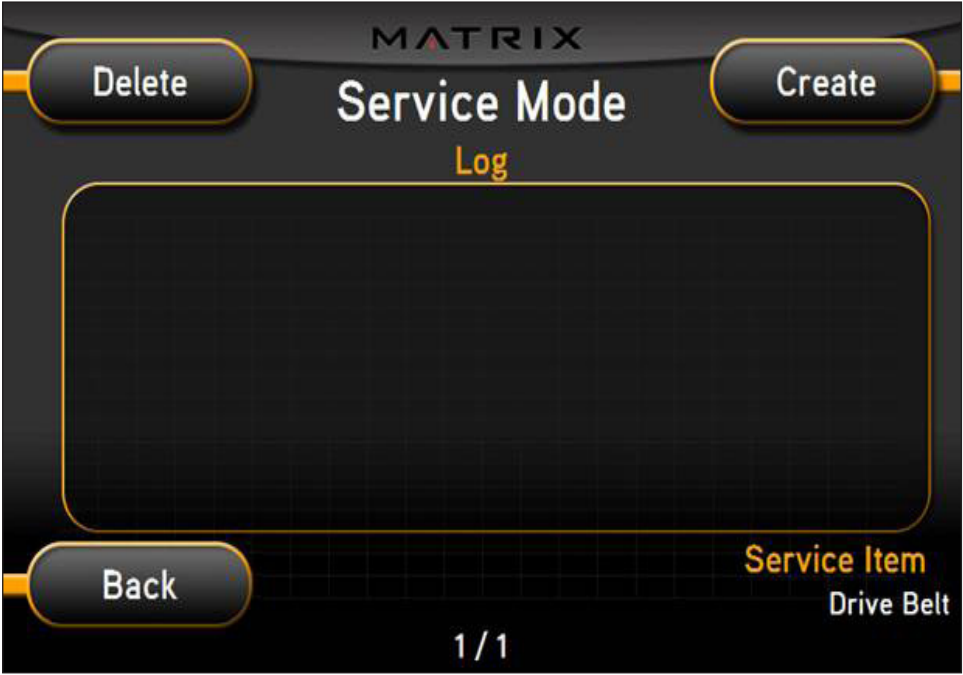 MATRIX
Delete
Service Mode
Create
Log
Back
Service Item
Drive Belt
1 / 1